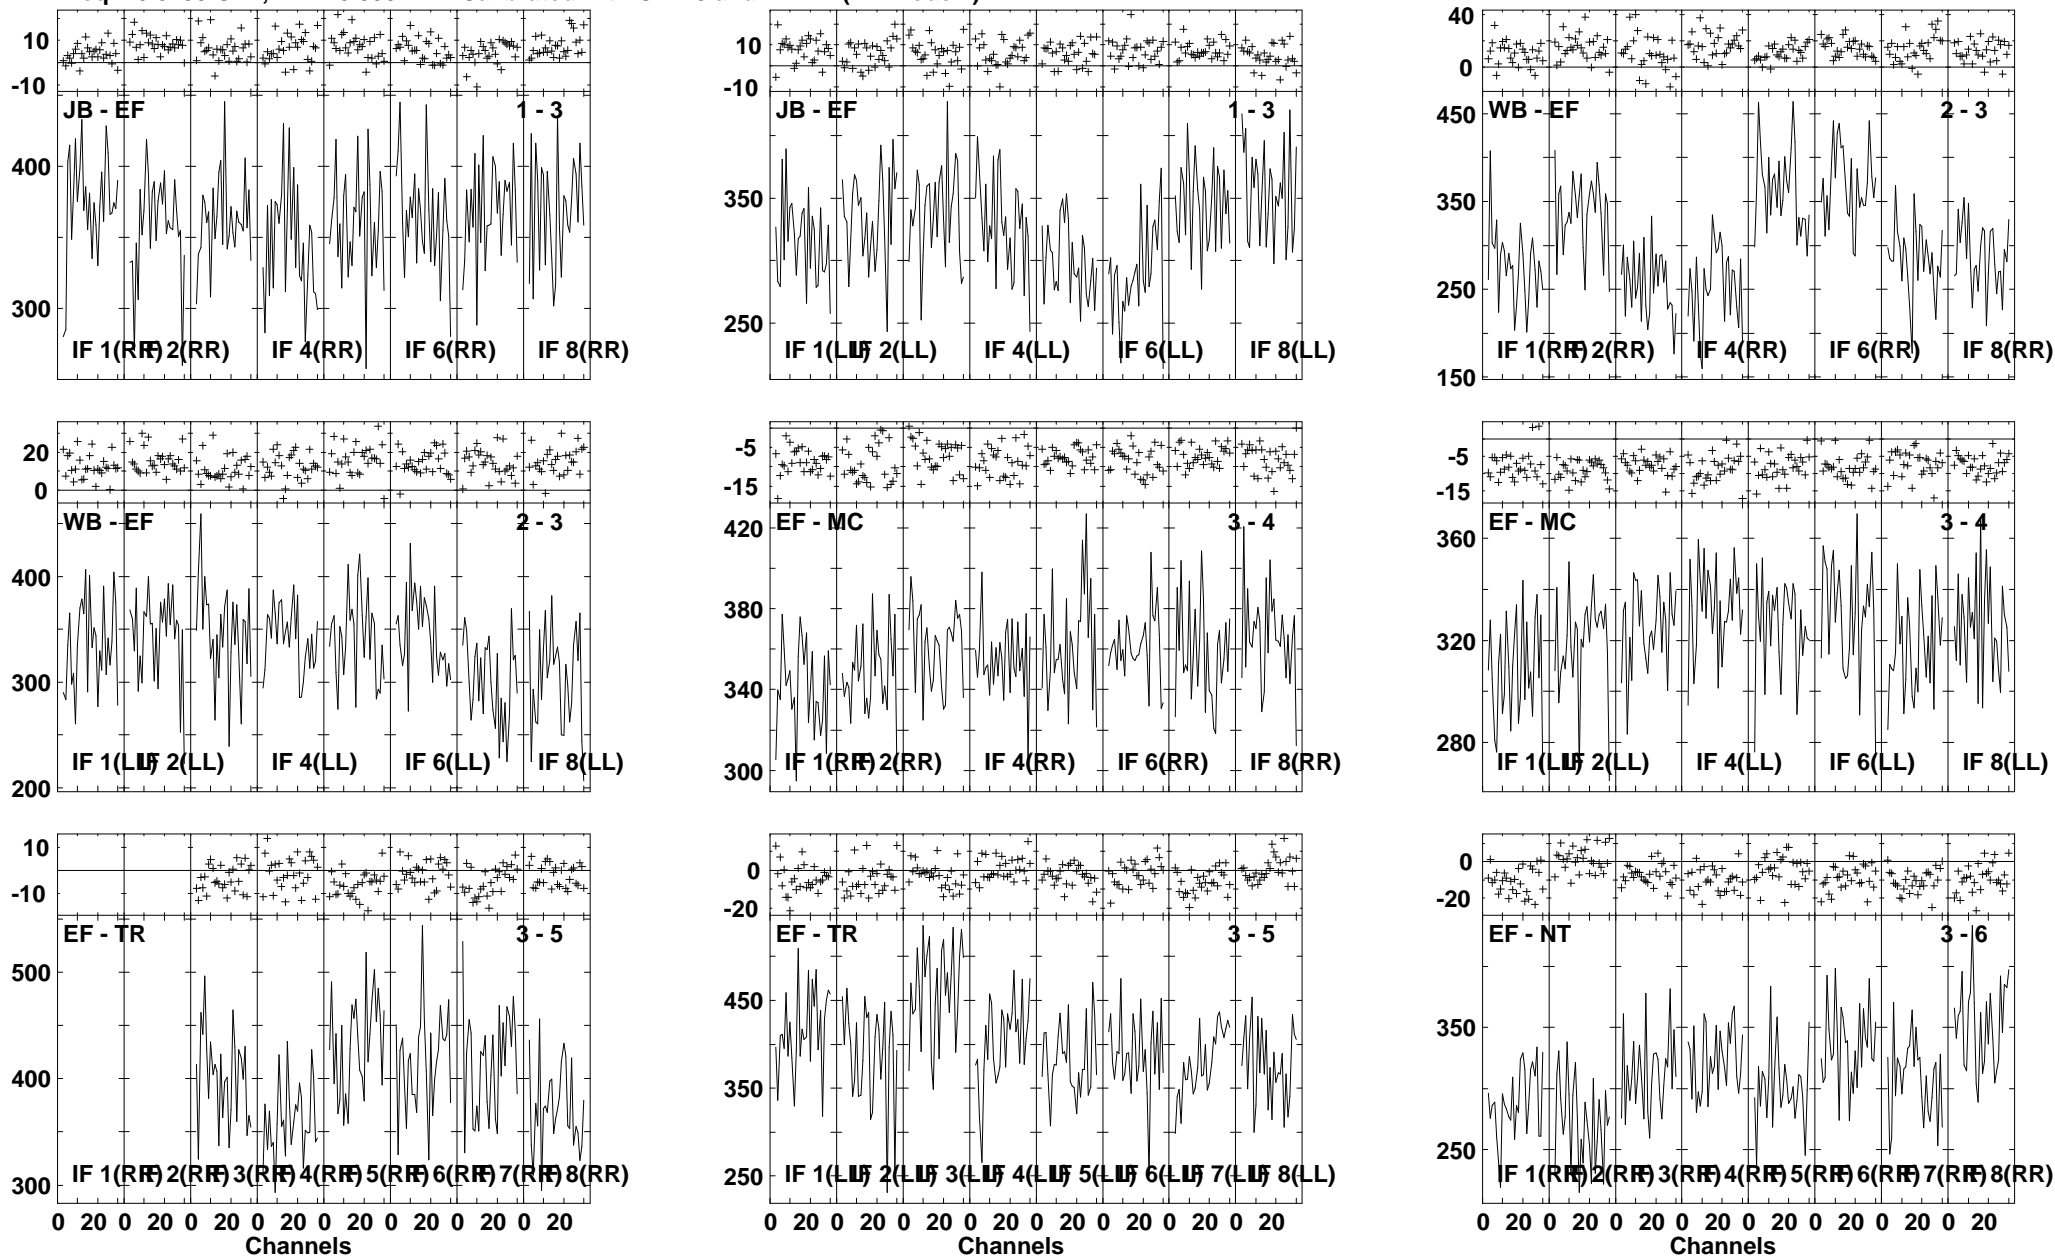 10 0 -10
JB - EF 1 - 3
400
300
IF 1(RR) IF 2(RR) IF 4(RR) IF 6(RR) IF 8(RR)
10 -10
JB - EF 1 - 3
350
250
IF 1(LL) IF 2(LL) IF 4(LL) IF 6(LL) IF 8(LL)
40
0
WB - EF 2 - 3
450
350
250
150
IF 1(RR) IF 2(RR) IF 4(RR) IF 6(RR) IF 8(RR)
20
0
WB - EF 2 - 3
400
300
200
IF 1(LL) IF 2(LL) IF 4(LL) IF 6(LL) IF 8(LL)
-5
-15
EF - MC 3 - 4
420
380
340
300
IF 1(RR) IF 2(RR) IF 4(RR) IF 6(RR) IF 8(RR)
-5
-15
EF - MC 3 - 4
360
320
280
IF 1(LL) IF 2(LL) IF 4(LL) IF 6(LL) IF 8(LL)
10
-10
EF - TR 3 - 5
500
400
300
IF 1(RR) IF 2(RR) IF 3(RR) IF 4(RR) IF 5(RR) IF 6(RR) IF 7(RR) IF 8(RR)
0 20 0 20 0 20 0 20 0 20 0 20 0 20 0 20
Channels
0
-20
EF - TR 3 - 5
450
350
250
IF 1(LL) IF 2(LL) IF 3(LL) IF 4(LL) IF 5(LL) IF 6(LL) IF 7(LL) IF 8(LL)
0 20 0 20 0 20 0 20 0 20 0 20 0 20 0 20
Channels
0
-20
EF - NT 3 - 6
350
250
IF 1(RR) IF 2(RR) IF 3(RR) IF 4(RR) IF 5(RR) IF 6(RR) IF 7(RR) IF 8(RR)
0 20 0 20 0 20 0 20 0 20 0 20 0 20 0 20
Channels